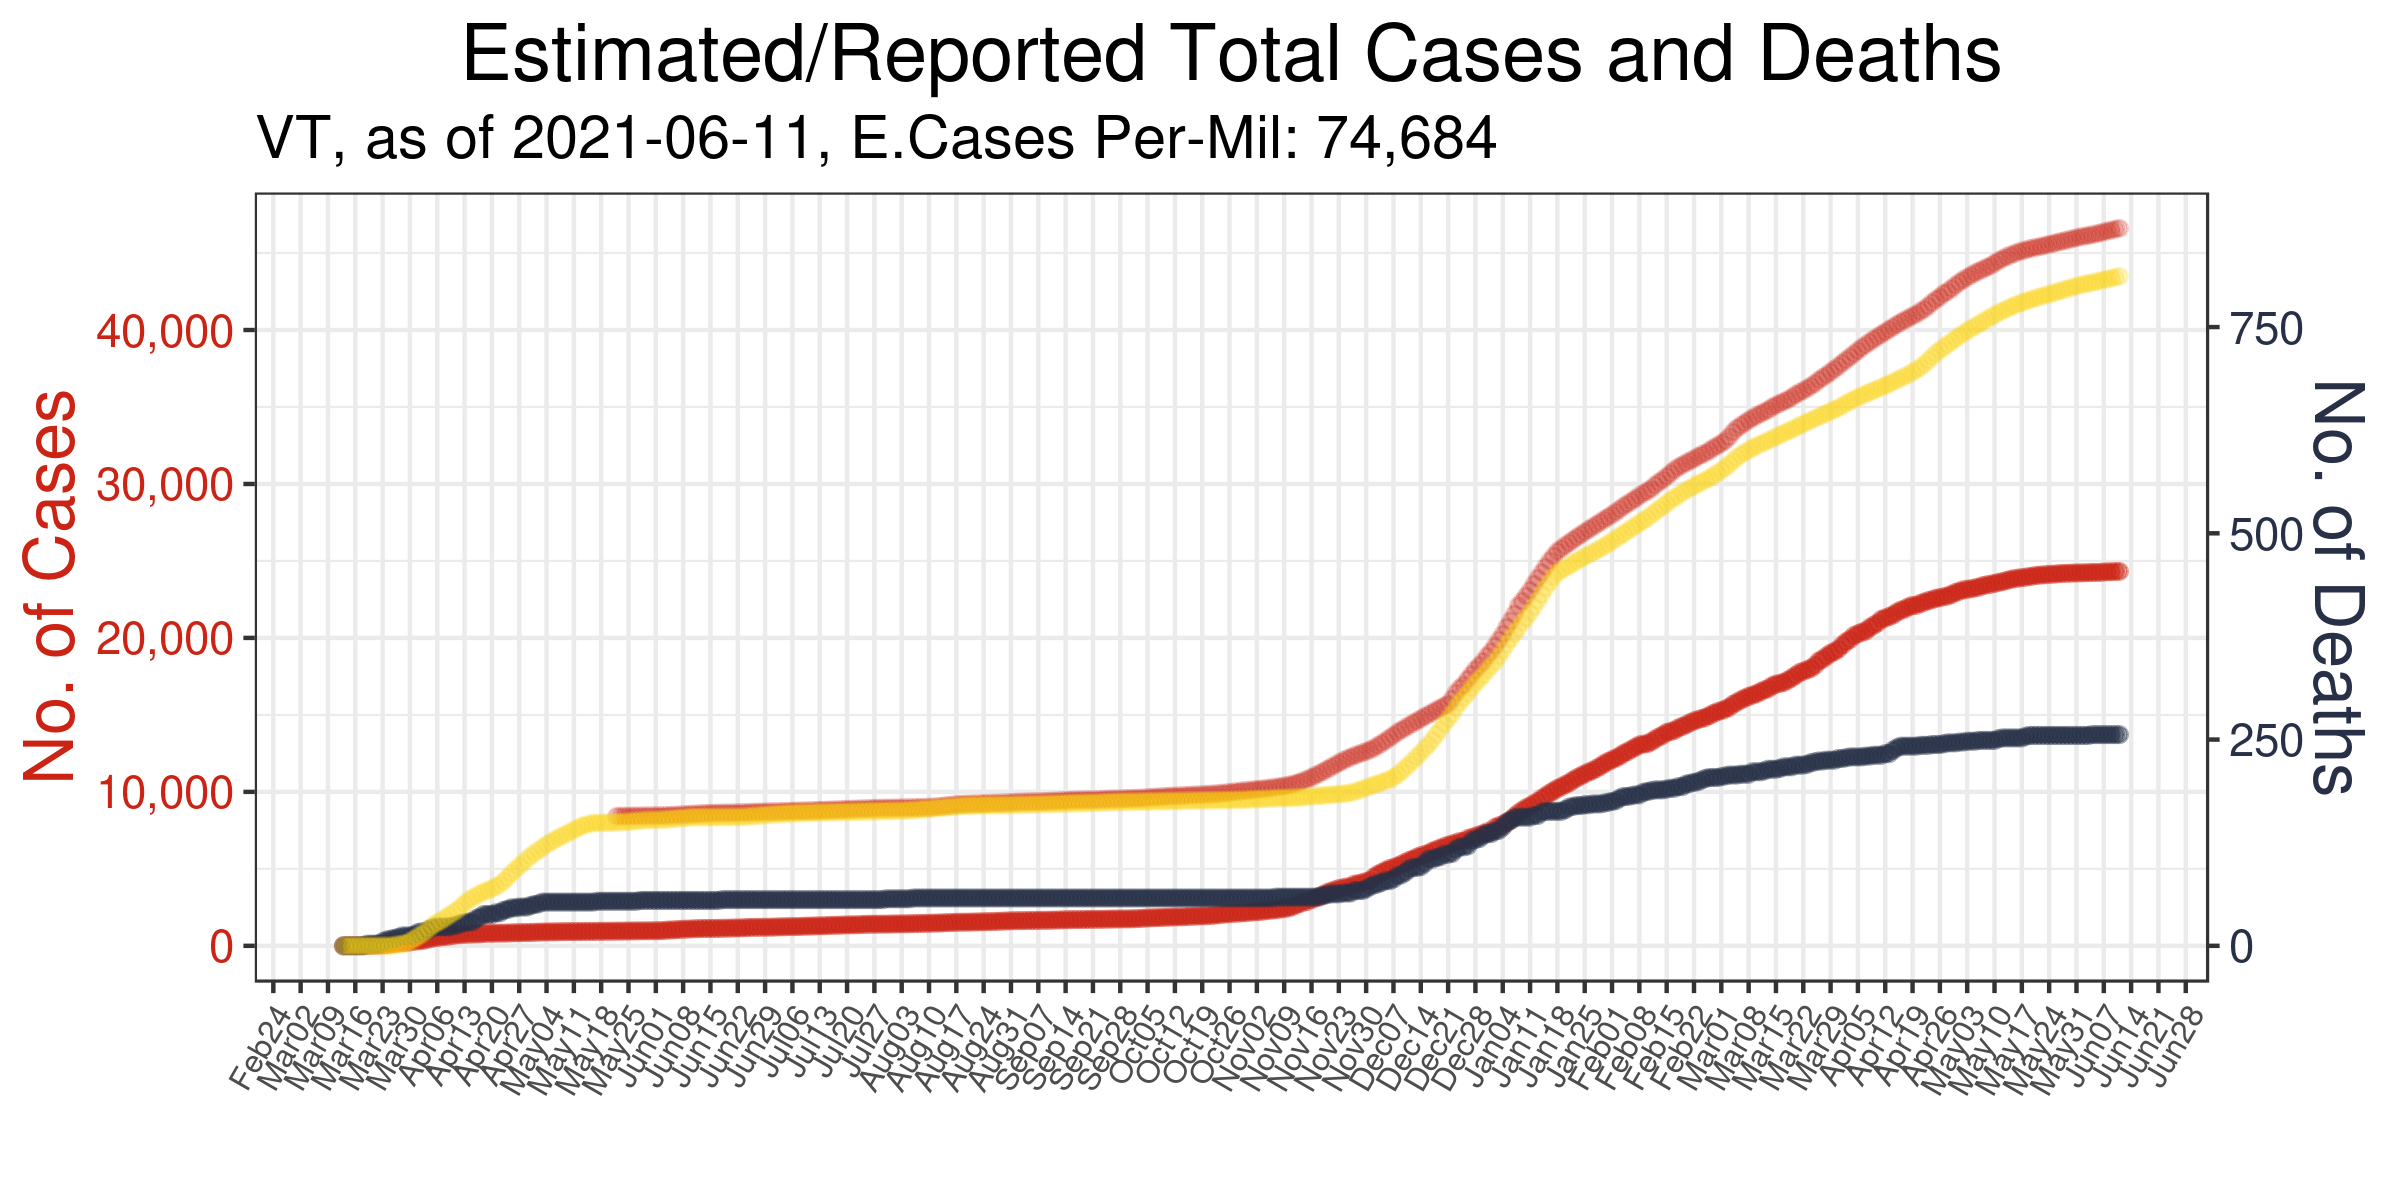 Estimated/Reported Total Cases and Deaths
VT, as of 2021-06-11, E.Cases Per-Mil: 74,684
No. of Cases
40,000
30,000
20,000
10,000
0
No. of Deaths
750
500
250
0
Feb24 Mar02 Mar09 Mar16 Mar23 Mar30 Apr06 Apr13 Apr20 Apr27 May04 May11 May18 May25 Jun01 Jun08 Jun15 Jun22 Jun29 Jul06 Jul13 Jul20 Jul27 Aug03 Aug10 Aug17 Aug24 Aug31 Sep07 Sep14 Sep21 Sep28 Oct05 Oct12 Oct19 Oct26 Nov02 Nov09 Nov16 Nov23 Nov30 Dec07 Dec14 Dec21 Dec28 Jan04 Jan11 Jan18 Jan25 Feb01 Feb08 Feb15 Feb22 Mar01 Mar08 Mar15 Mar22 Mar29 Apr05 Apr12 Apr19 Apr26 May03 May10 May17 May24 May31 Jun07 Jun14 Jun21 Jun28